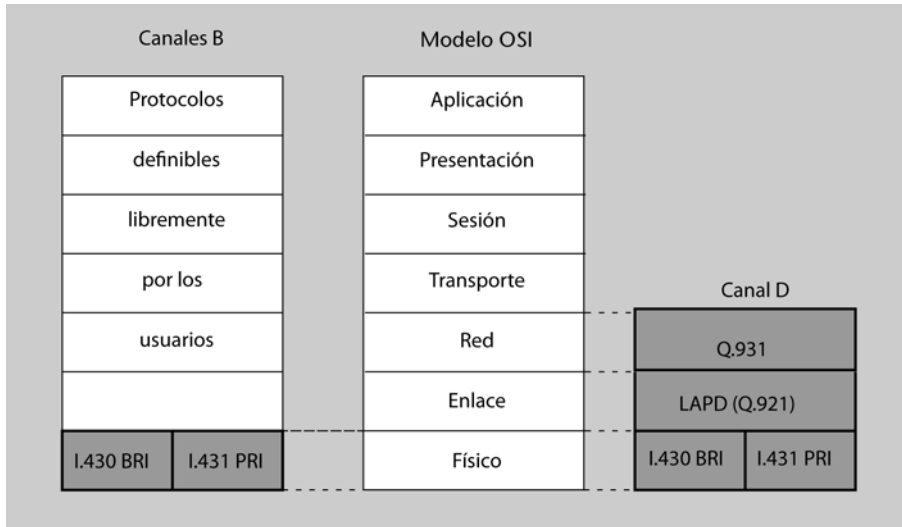 Canales B
Modelo OSI
Protocolos
definibles
libremente
por los
usuarios
I.430 BRI
I.431 PRI
Aplicación
Presentación
Sesión
Transporte
Red
Enlace
Físico
Canal D
Q.931
LAPD (Q.921)
I.430 BRI
I.431 PRI